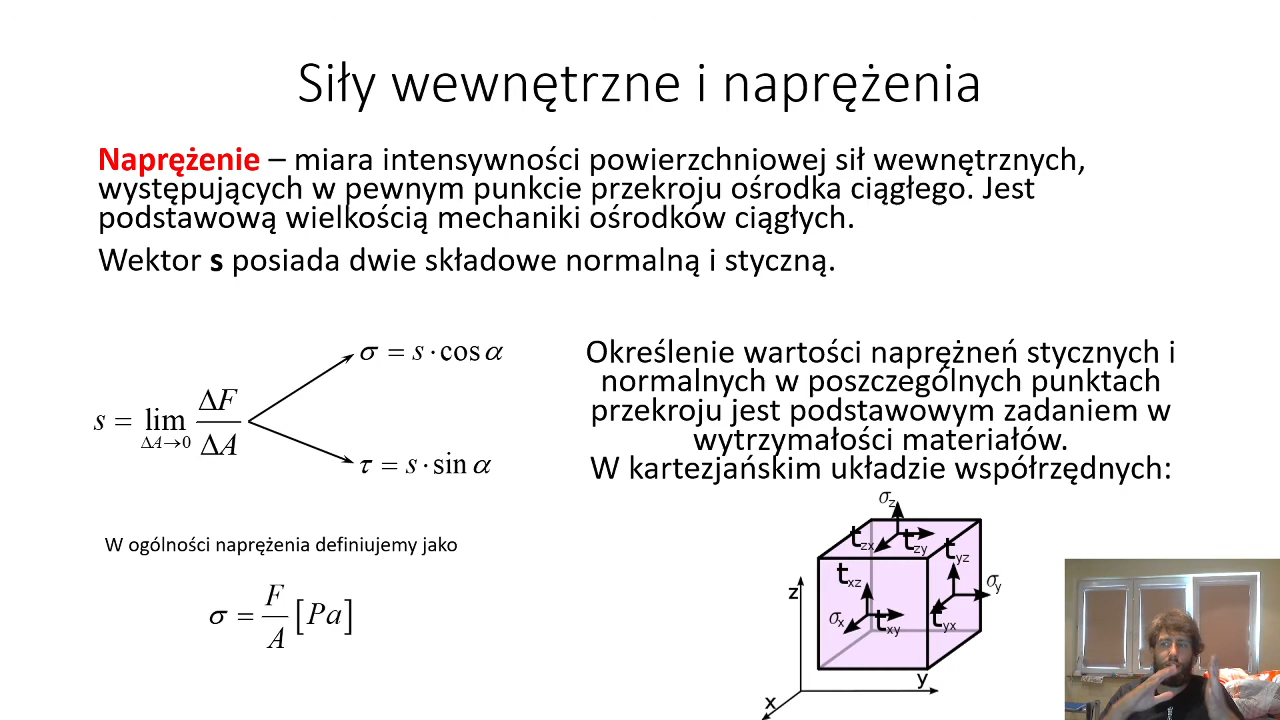 Siły wewnętrzne i naprężenia
Naprężenie – miara intensywności powierzchniowej sił wewnętrznych,
występujących w pewnym punkcie przekroju ośrodka ciągłego. Jest
podstawową wielkością mechaniki ośrodków ciągłych.
Wektor s posiada dwie składowe normalną i styczną.
σ = s · cos α
s = lim ΔA→0 ΔF / ΔA
τ = s · sin α
W ogólności naprężenia definiujemy jako
σ = F / A [Pa]
Określenie wartości naprężneń stycznych i
normalnych w poszczególnych punktach
przekroju jest podstawowym zadaniem w
wytrzymałości materiałów.
W kartezjańskim układzie współrzędnych:
σz
tzx
tzy
tyz
txz
σy
z
σx
txy
tyx
y
x